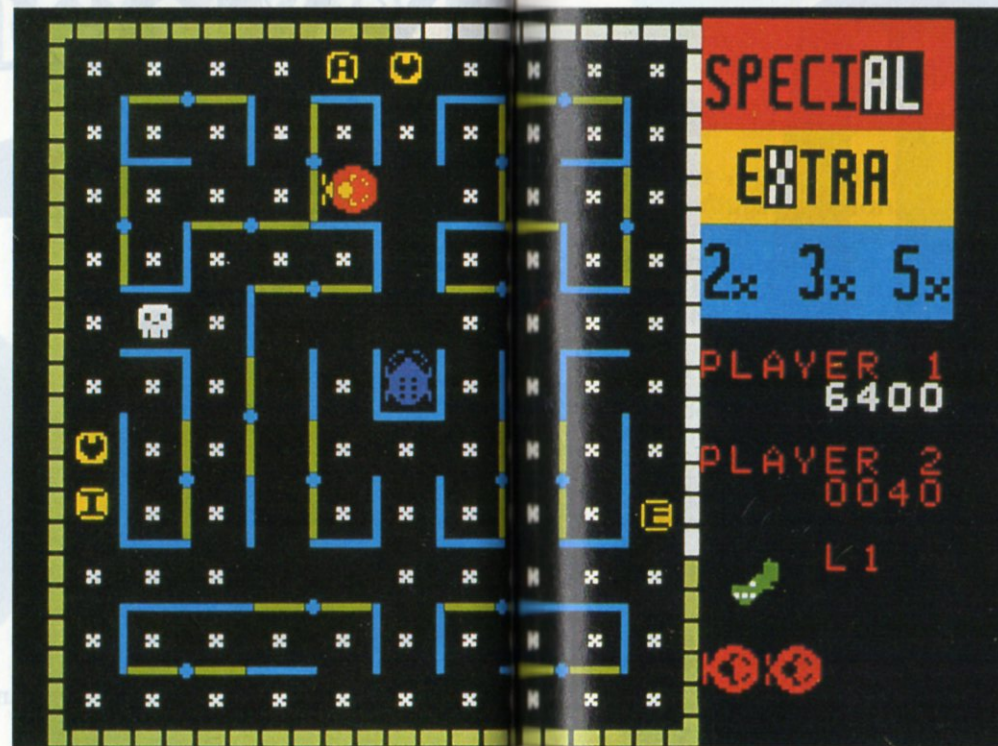 A
SPECIAL
EXTRA
2x 3x 5x
PLAYER 1
6400
PLAYER 2
0040
I
E
L1